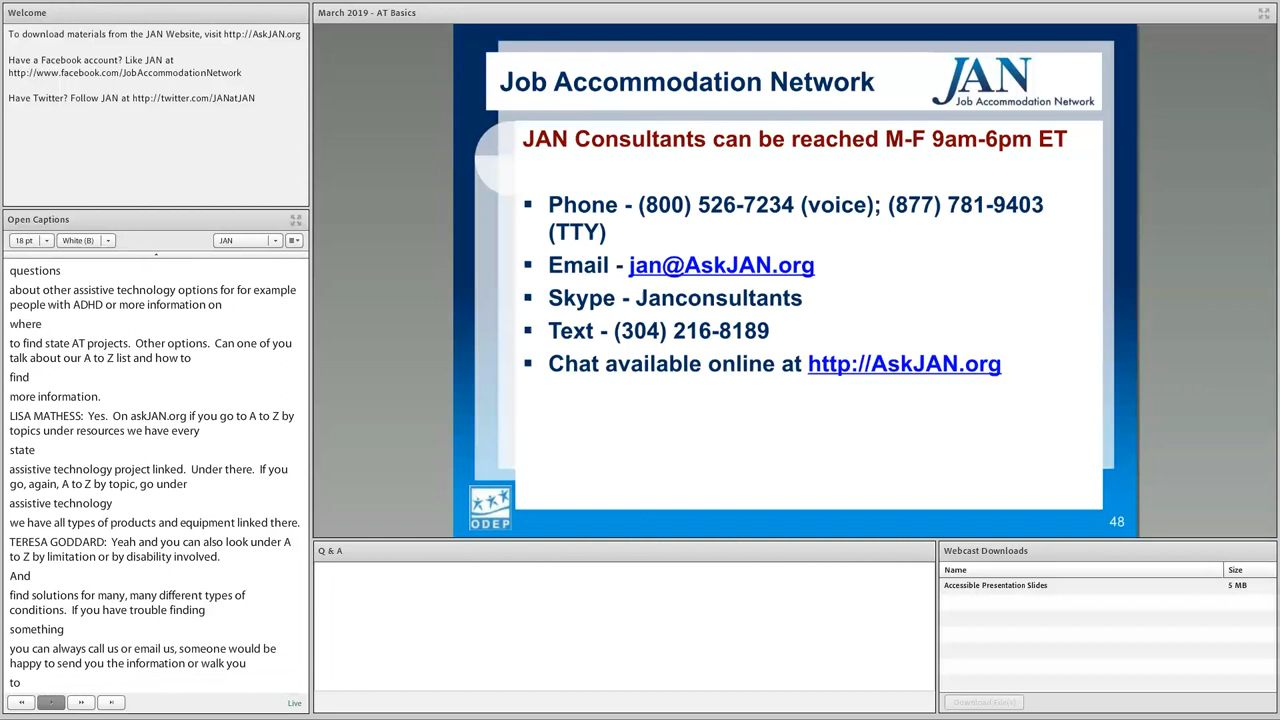 Welcome
To download materials from the JAN Website, visit http://AskJAN.org
Have a Facebook account? Like JAN at
http://www.facebook.com/JobAccommodationNetwork
Have Twitter? Follow JAN at http://twitter.com/JANatJAN
Open Captions
18 pt
White (B)
JAN
questions
about other assistive technology options for for example
people with ADHD or more information on
where
to find state AT projects. Other options. Can one of you
talk about our A to Z list and how to
find
more information.
LISA MATHESS: Yes. On askJAN.org if you go to A to Z by
topics under resources we have every
state
assistive technology project linked. Under there. If you
go, again, A to Z by topic, go under
assistive technology
we have all types of products and equipment linked there.
TERESA GODDARD: Yeah and you can also look under A
to Z by limitation or by disability involved.
And
find solutions for many, many different types of
conditions. If you have trouble finding
something
you can always call us or email us, someone would be
happy to send you the information or walk you
to
Live
March 2019 - AT Basics
Job Accommodation Network
JAN
Job Accommodation Network
JAN Consultants can be reached M-F 9am-6pm ET
Phone - (800) 526-7234 (voice); (877) 781-9403
(TTY)
Email - jan@AskJAN.org
Skype - Janconsultants
Text - (304) 216-8189
Chat available online at http://AskJAN.org
ODEP
48
Q & A
Webcast Downloads
Name Size
Accessible Presentation Slides 5 MB
Download File(s)